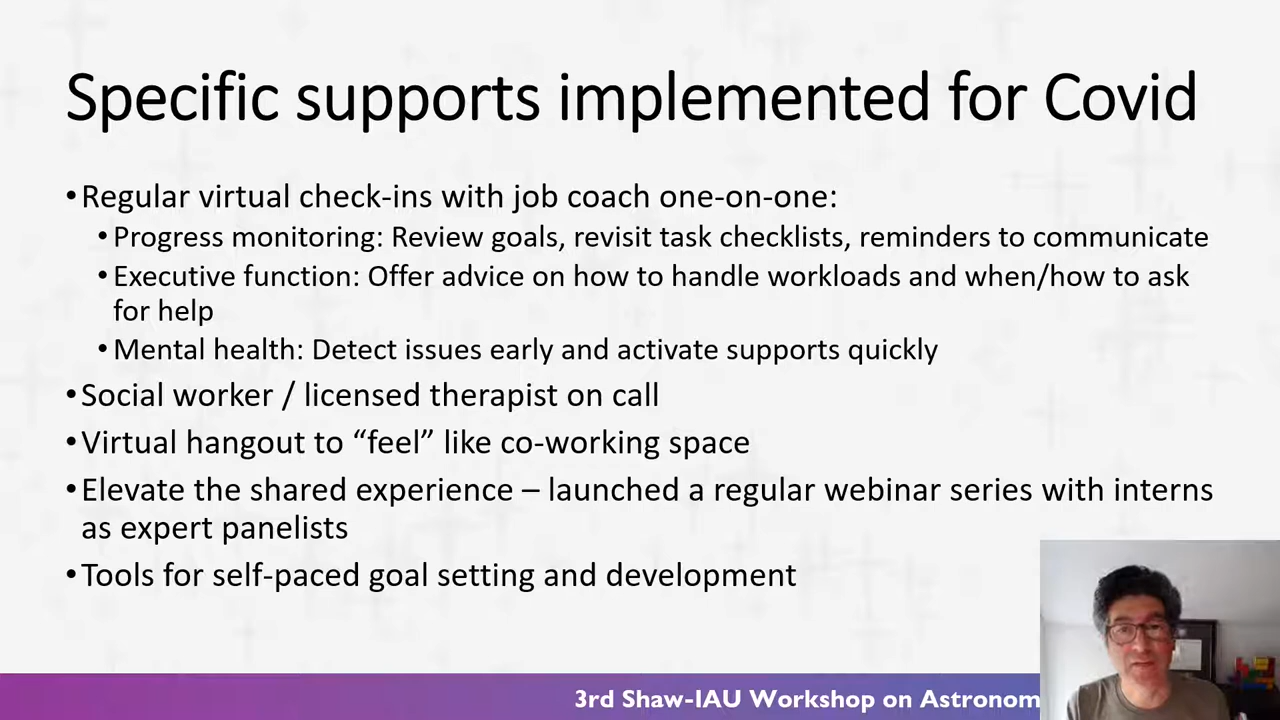 Specific supports implemented for Covid
• Regular virtual check-ins with job coach one-on-one:
• Progress monitoring: Review goals, revisit task checklists, reminders to communicate
• Executive function: Offer advice on how to handle workloads and when/how to ask
for help
• Mental health: Detect issues early and activate supports quickly
• Social worker / licensed therapist on call
• Virtual hangout to “feel” like co-working space
• Elevate the shared experience – launched a regular webinar series with interns
as expert panelists
• Tools for self-paced goal setting and development
3rd Shaw-IAU Workshop on Astronom